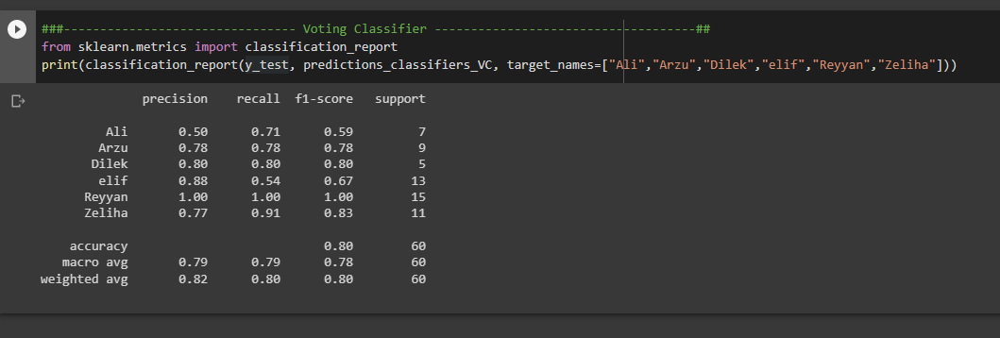 ###---------------------------- Voting Classifier --------------------------------##
from sklearn.metrics import classification_report
print(classification_report(y_test, predictions_classifiers_VC, target_names=["Ali","Arzu","Dilek","elif","Reyyan","Zeliha"]))
precision recall f1-score support
Ali 0.50 0.71 0.59 7
Arzu 0.78 0.78 0.78 9
Dilek 0.80 0.80 0.80 5
elif 0.88 0.54 0.67 13
Reyyan 1.00 1.00 1.00 15
Zeliha 0.77 0.91 0.83 11
accuracy 0.80 60
macro avg 0.79 0.79 0.78 60
weighted avg 0.82 0.80 0.80 60